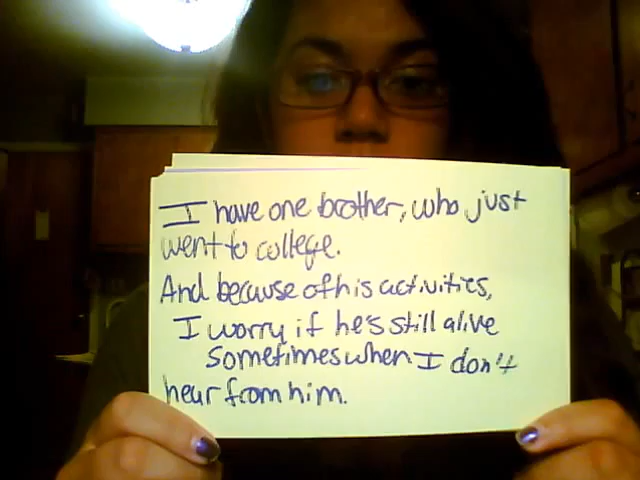 I have one brother, who just
went to college.
And because of his activities,
I worry if he's still alive
sometimes when I don't
hear from him.